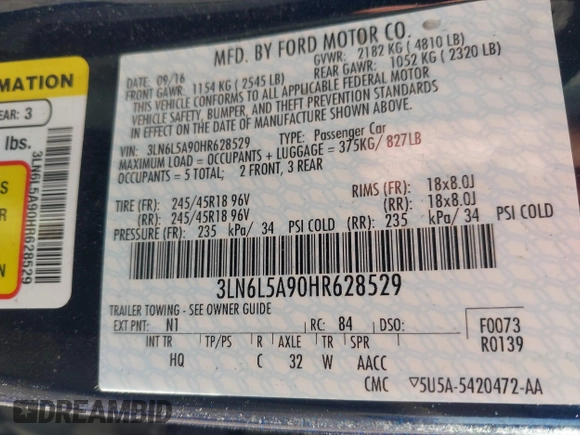 MFD. BY FORD MOTOR CO.
DATE: 09/16 GVWR: 2182 KG ( 4810 LB)
FRONT GAWR: 1154 KG ( 2545 LB) REAR GAWR: 1052 KG ( 2320 LB)
THIS VEHICLE CONFORMS TO ALL APPLICABLE FEDERAL MOTOR
VEHICLE SAFETY, BUMPER, AND THEFT PREVENTION STANDARDS
IN EFFECT ON THE DATE OF MANUFACTURE SHOWN ABOVE.
VIN: 3LN6L5A90HR628529 TYPE: Passenger Car
MAXIMUM LOAD = OCCUPANTS + LUGGAGE = 375KG/ 827LB
OCCUPANTS = 5 TOTAL; 2 FRONT, 3 REAR
TIRE (FR): 245/45R18 96V RIMS (FR): 18x8.0J
(RR): 245/45R18 96V (RR): 18x8.0J
PRESSURE (FR): 235 kPa/ 34 PSI COLD (RR): 235 kPa/ 34 PSI COLD
3LN6L5A90HR628529
TRAILER TOWING - SEE OWNER GUIDE
EXT PNT: N1 RC: 84 DSO: F0073
INT TR TP/PS R AXLE TR SPR R0139
HQ C 32 W AACC
CMC ▽5U5A-5420472-AA
MATION
EAR: 3
lbs.
S
R
ON
3LN6L5A90HR628529
DREAMBID